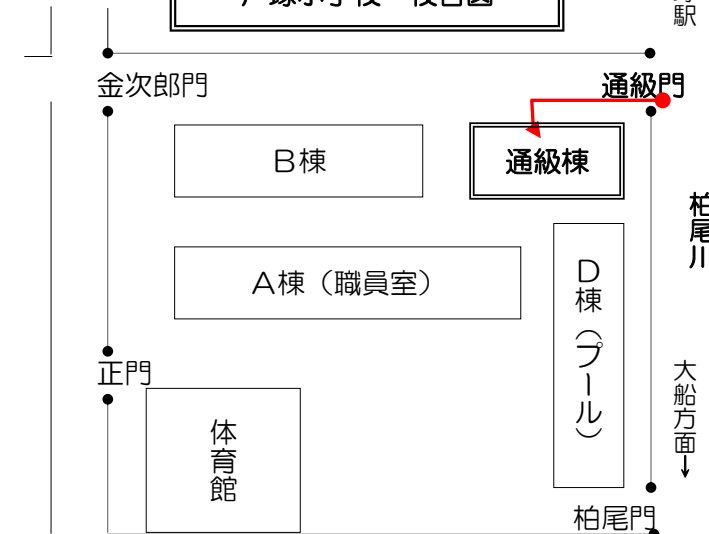 駅
金次郎門
通級門
B棟
通級棟
柏尾川
A棟（職員室）
D棟（プール）
正門
大船方面→
体育館
柏尾門